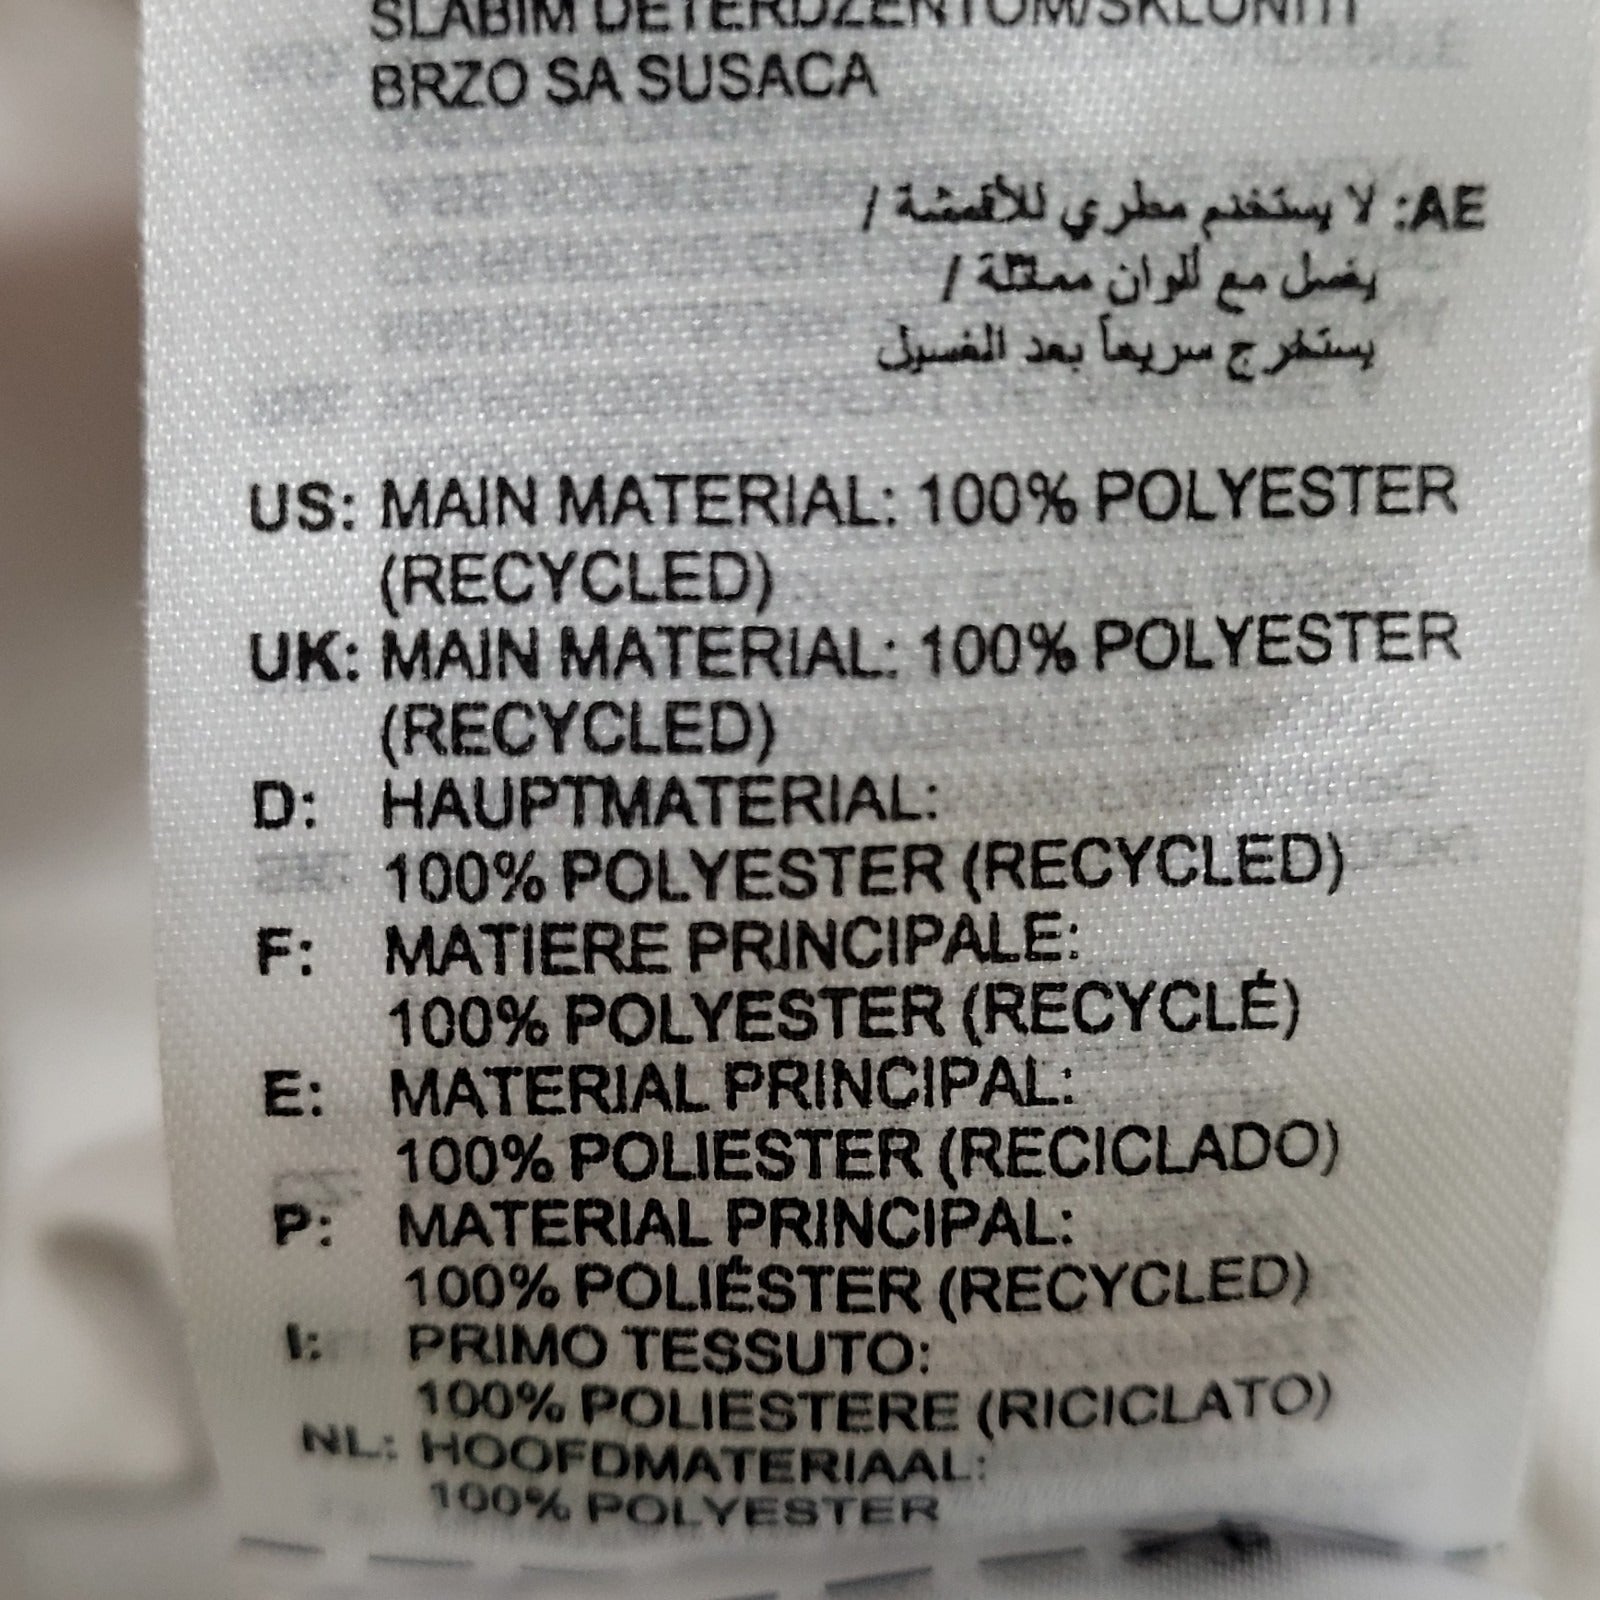 SLABIM DETERDZENTOM/SKLONITI
BRZO SA SUSACA
AE: لا يستخدم مطري للأقمشة /
يغسل مع ألوان مماثلة /
يستخرج سريعاً بعد الغسيل
US: MAIN MATERIAL: 100% POLYESTER
(RECYCLED)
UK: MAIN MATERIAL: 100% POLYESTER
(RECYCLED)
D: HAUPTMATERIAL:
100% POLYESTER (RECYCLED)
F: MATIERE PRINCIPALE:
100% POLYESTER (RECYCLÉ)
E: MATERIAL PRINCIPAL:
100% POLIESTER (RECICLADO)
P: MATERIAL PRINCIPAL:
100% POLIÉSTER (RECYCLED)
I: PRIMO TESSUTO:
100% POLIESTERE (RICICLATO)
NL: HOOFDMATERIAAL:
100% POLYESTER